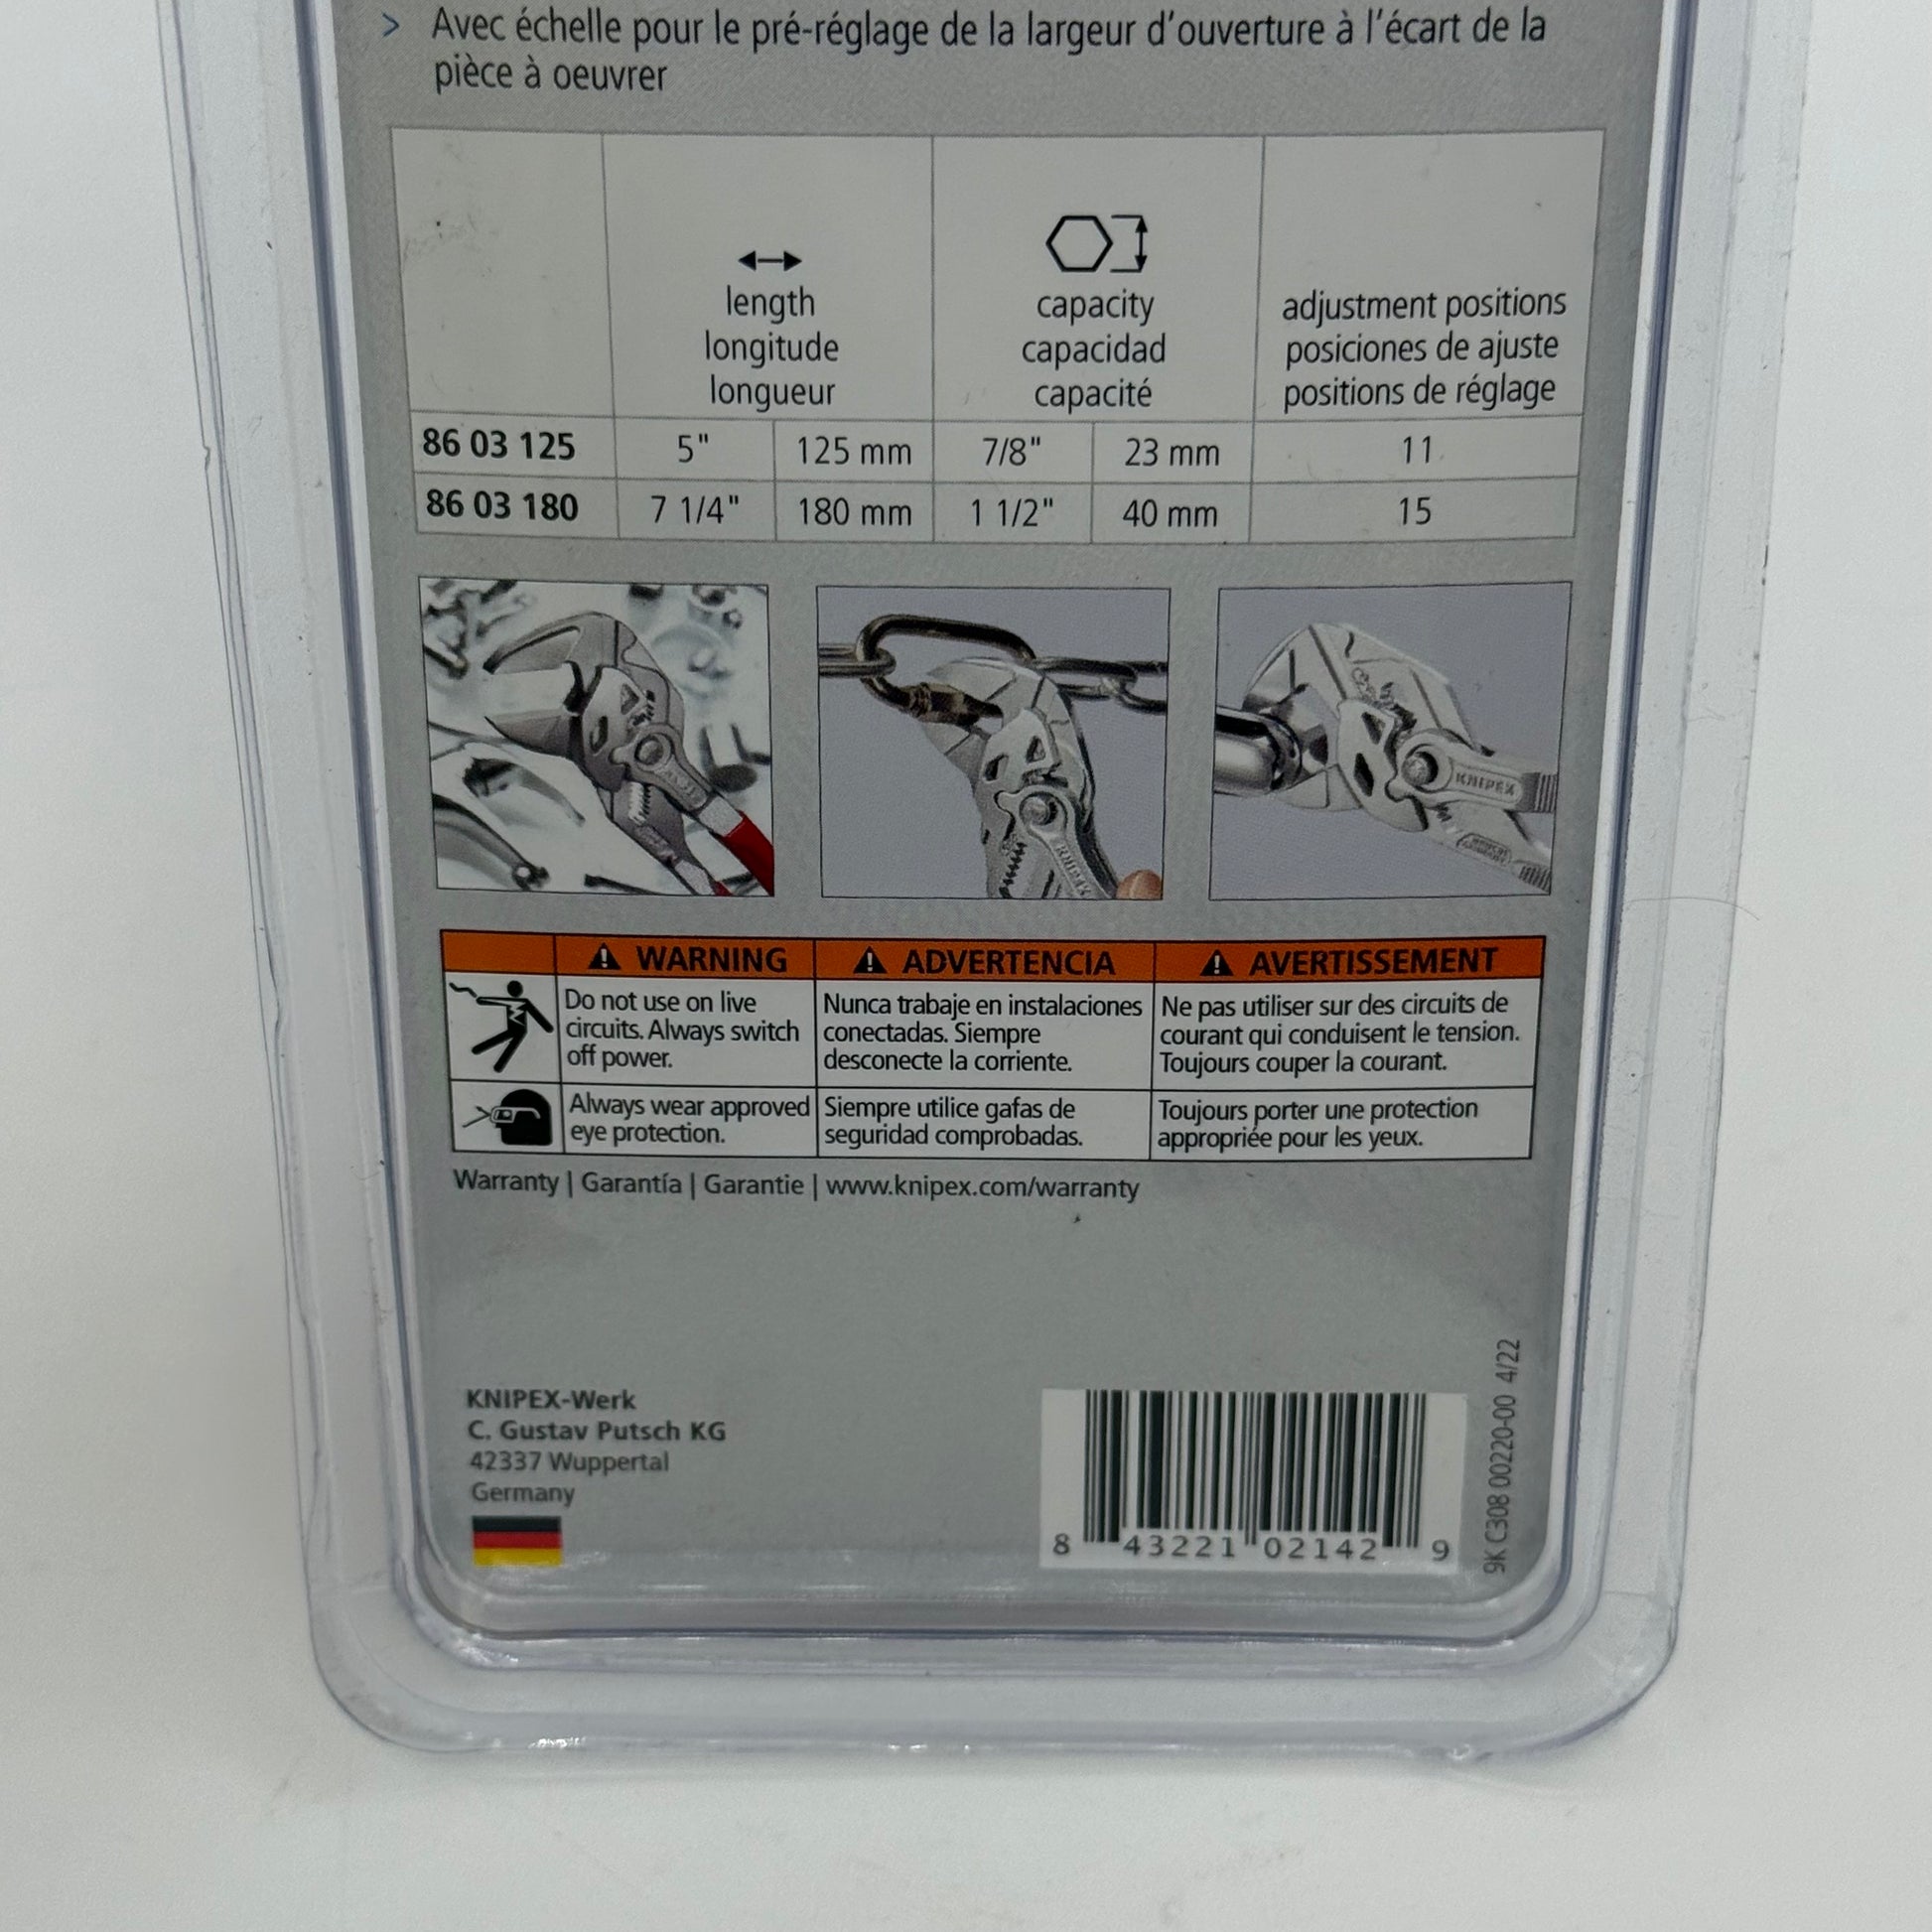 > Avec échelle pour le pré-réglage de la largeur d'ouverture à l'écart de la
pièce à oeuvrer
length
longitude
longueur
capacity
capacidad
capacité
adjustment positions
posiciones de ajuste
positions de réglage
86 03 125 5" 125 mm 7/8" 23 mm 11
86 03 180 7 1/4" 180 mm 1 1/2" 40 mm 15
KNIPEX
KNIPEX
WARNING
Do not use on live
circuits. Always switch
off power.
Always wear approved
eye protection.
ADVERTENCIA
Nunca trabaje en instalaciones
conectadas. Siempre
desconecte la corriente.
Siempre utilice gafas de
seguridad comprobadas.
AVERTISSEMENT
Ne pas utiliser sur des circuits de
courant qui conduisent le tension.
Toujours couper la courant.
Toujours porter une protection
appropriée pour les yeux.
Warranty | Garantía | Garantie | www.knipex.com/warranty
KNIPEX-Werk
C. Gustav Putsch KG
42337 Wuppertal
Germany
8 43221 02142 9
9K C308 00220-00 4/22